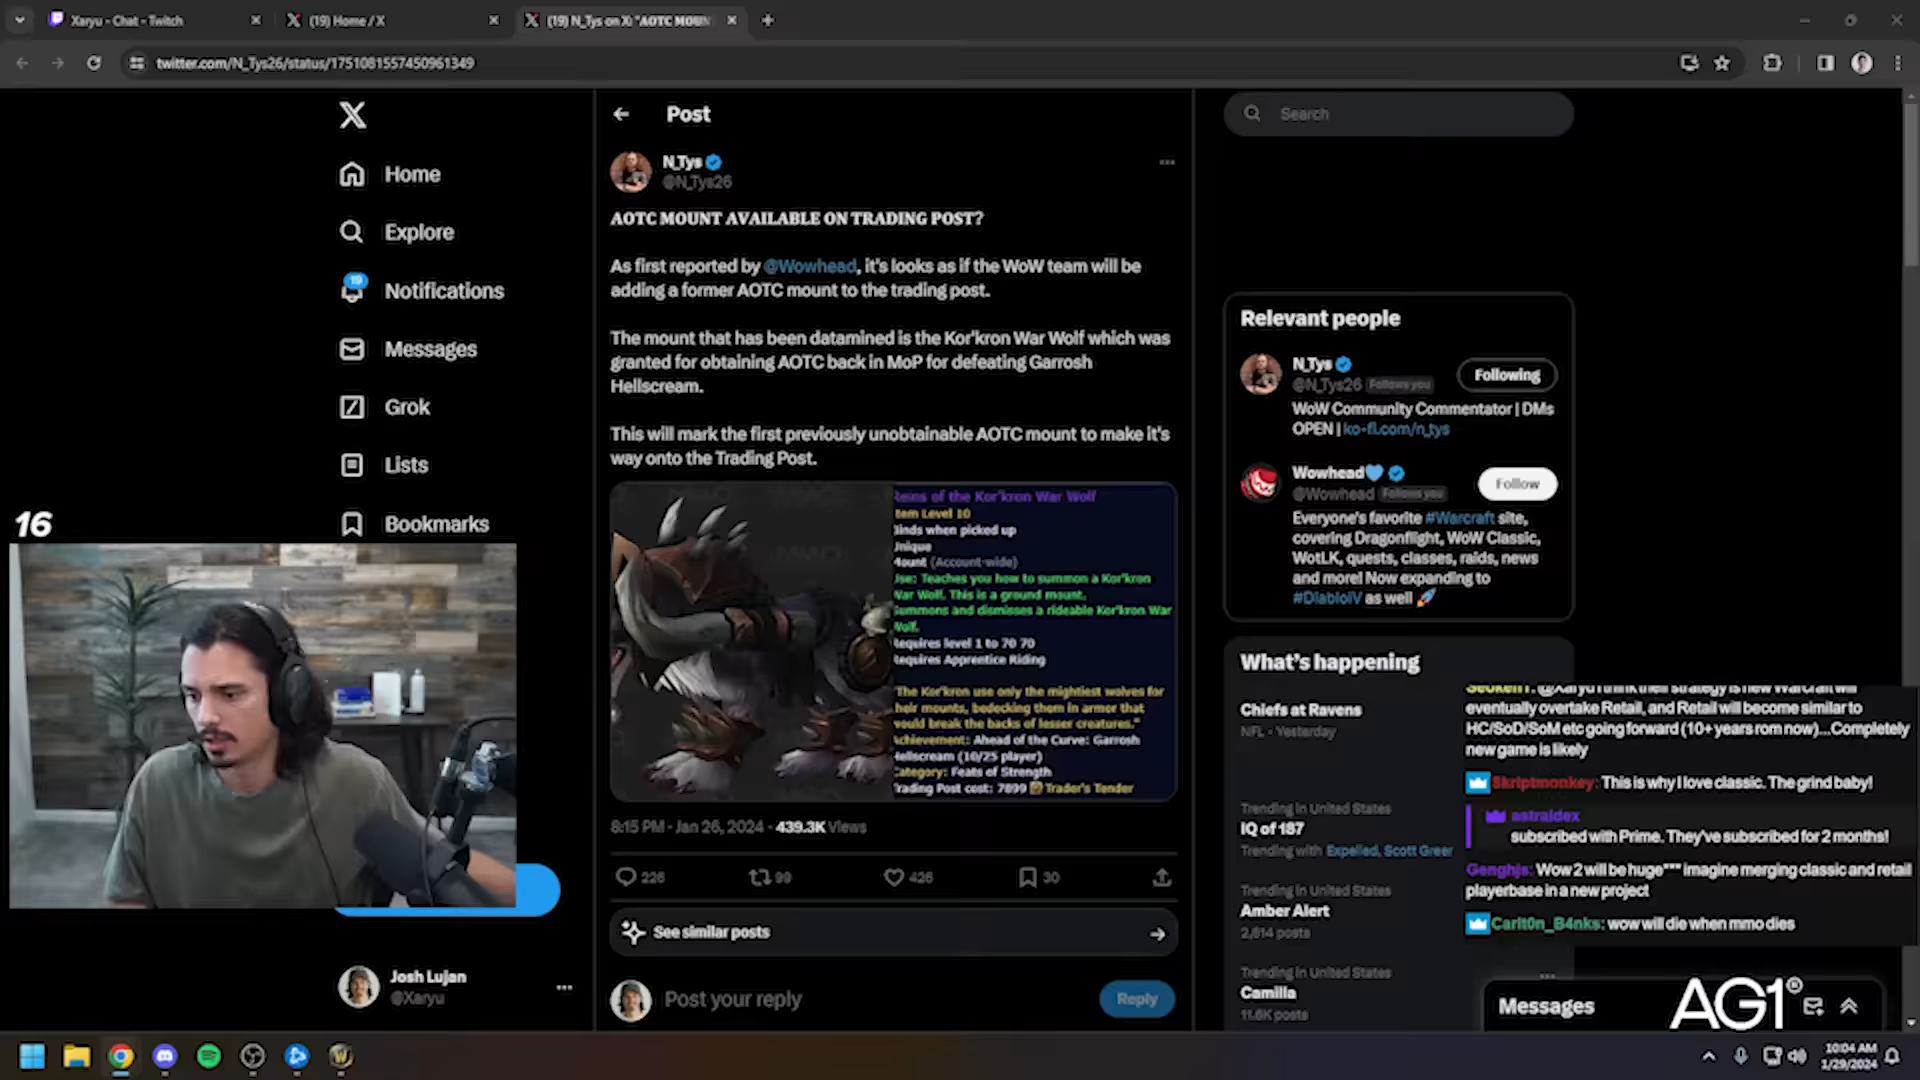 Xaryu - Chat - Twitch
(19) Home / X
(19) N_Tys on X: "AOTC MOUN
twitter.com/N_Tys26/status/1751081557450961349
Home
Explore
19
Notifications
Messages
Grok
Lists
Bookmarks
16
Josh Lujan
@Xaryu
Post
N_Tys
@N_Tys26
AOTC MOUNT AVAILABLE ON TRADING POST?
As first reported by @Wowhead, it's looks as if the WoW team will be
adding a former AOTC mount to the trading post.
The mount that has been datamined is the Kor'kron War Wolf which was
granted for obtaining AOTC back in MoP for defeating Garrosh
Hellscream.
This will mark the first previously unobtainable AOTC mount to make it's
way onto the Trading Post.
Reins of the Kor'kron War Wolf
Item Level 10
Binds when picked up
Unique
Mount (Account-wide)
Use: Teaches you how to summon a Kor'kron
War Wolf. This is a ground mount.
Summons and dismisses a rideable Kor'kron War
Wolf.
Requires level 1 to 70 70
Requires Apprentice Riding
"The Kor'kron use only the mightiest wolves for
their mounts, bedecking them in armor that
would break the backs of lesser creatures."
Achievement: Ahead of the Curve: Garrosh
Hellscream (10/25 player)
Category: Feats of Strength
Trading Post cost: 7899 Trader's Tender
8:15 PM · Jan 26, 2024 · 439.3K Views
226 99 426 30
See similar posts
Post your reply
Reply
Search
Relevant people
N_Tys
Following
@N_Tys26 Follows you
WoW Community Commentator | DMs
OPEN | ko-fi.com/n_tys
Wowhead
Follow
@Wowhead Follows you
Everyone's favorite #Warcraft site,
covering Dragonflight, WoW Classic,
WotLK, quests, classes, raids, news
and more! Now expanding to
#DiabloIV as well
What's happening
Chiefs at Ravens
NFL · Yesterday
Trending in United States
IQ of 187
Trending with Expelled, Scott Greer
Trending in United States
Amber Alert
2,814 posts
Trending in United States
Camilla
11.6K posts
@Xaryu I think their strategy is new Warcraft will
eventually overtake Retail, and Retail will become similar to
HC/SoD/SoM etc going forward (10+ years rom now)...Completely
new game is likely
Skriptmonkey: This is why I love classic. The grind baby!
astraldex
subscribed with Prime. They've subscribed for 2 months!
Genghjs: Wow 2 will be huge*** imagine merging classic and retail
playerbase in a new project
Carlt0n_B4nks: wow will die when mmo dies
Messages
AG1®
10:04 AM
1/29/2024